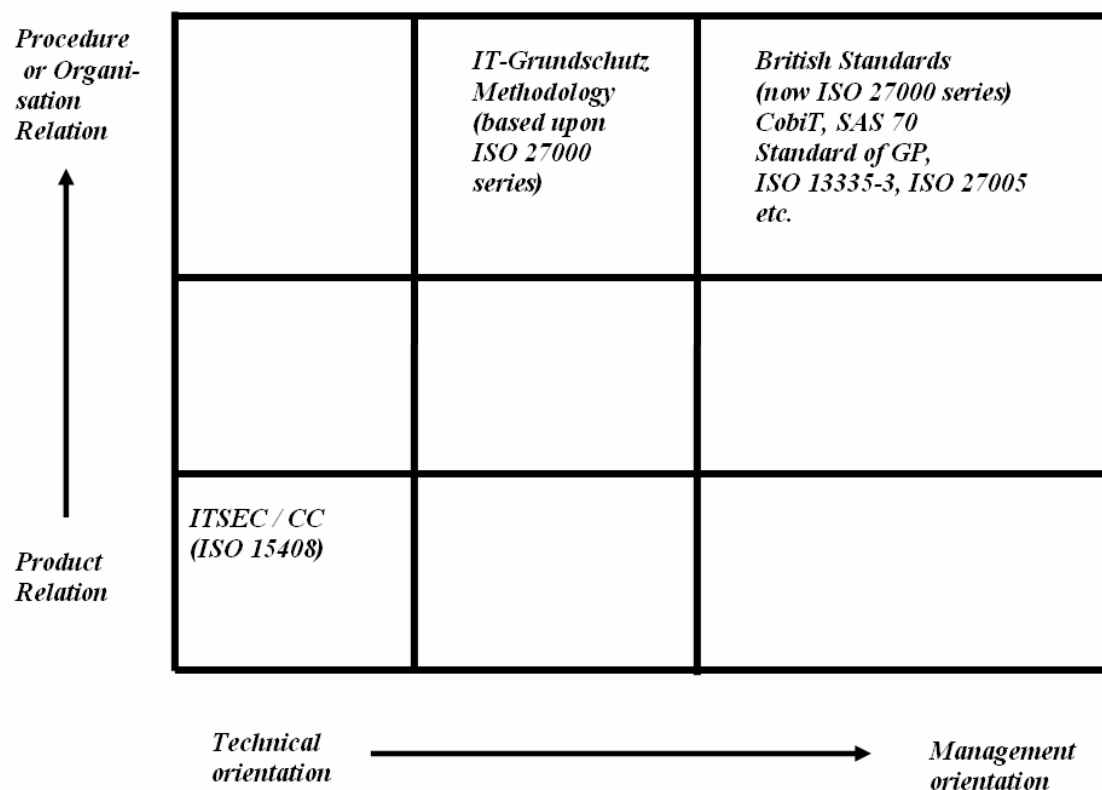 Procedure
or Organi-
sation
Relation
IT-Grundschutz
Methodology
(based upon
ISO 27000
series)
British Standards
(now ISO 27000 series)
CobiT, SAS 70
Standard of GP,
ISO 13335-3, ISO 27005
etc.
ITSEC / CC
(ISO 15408)
Product
Relation
Technical
orientation
Management
orientation